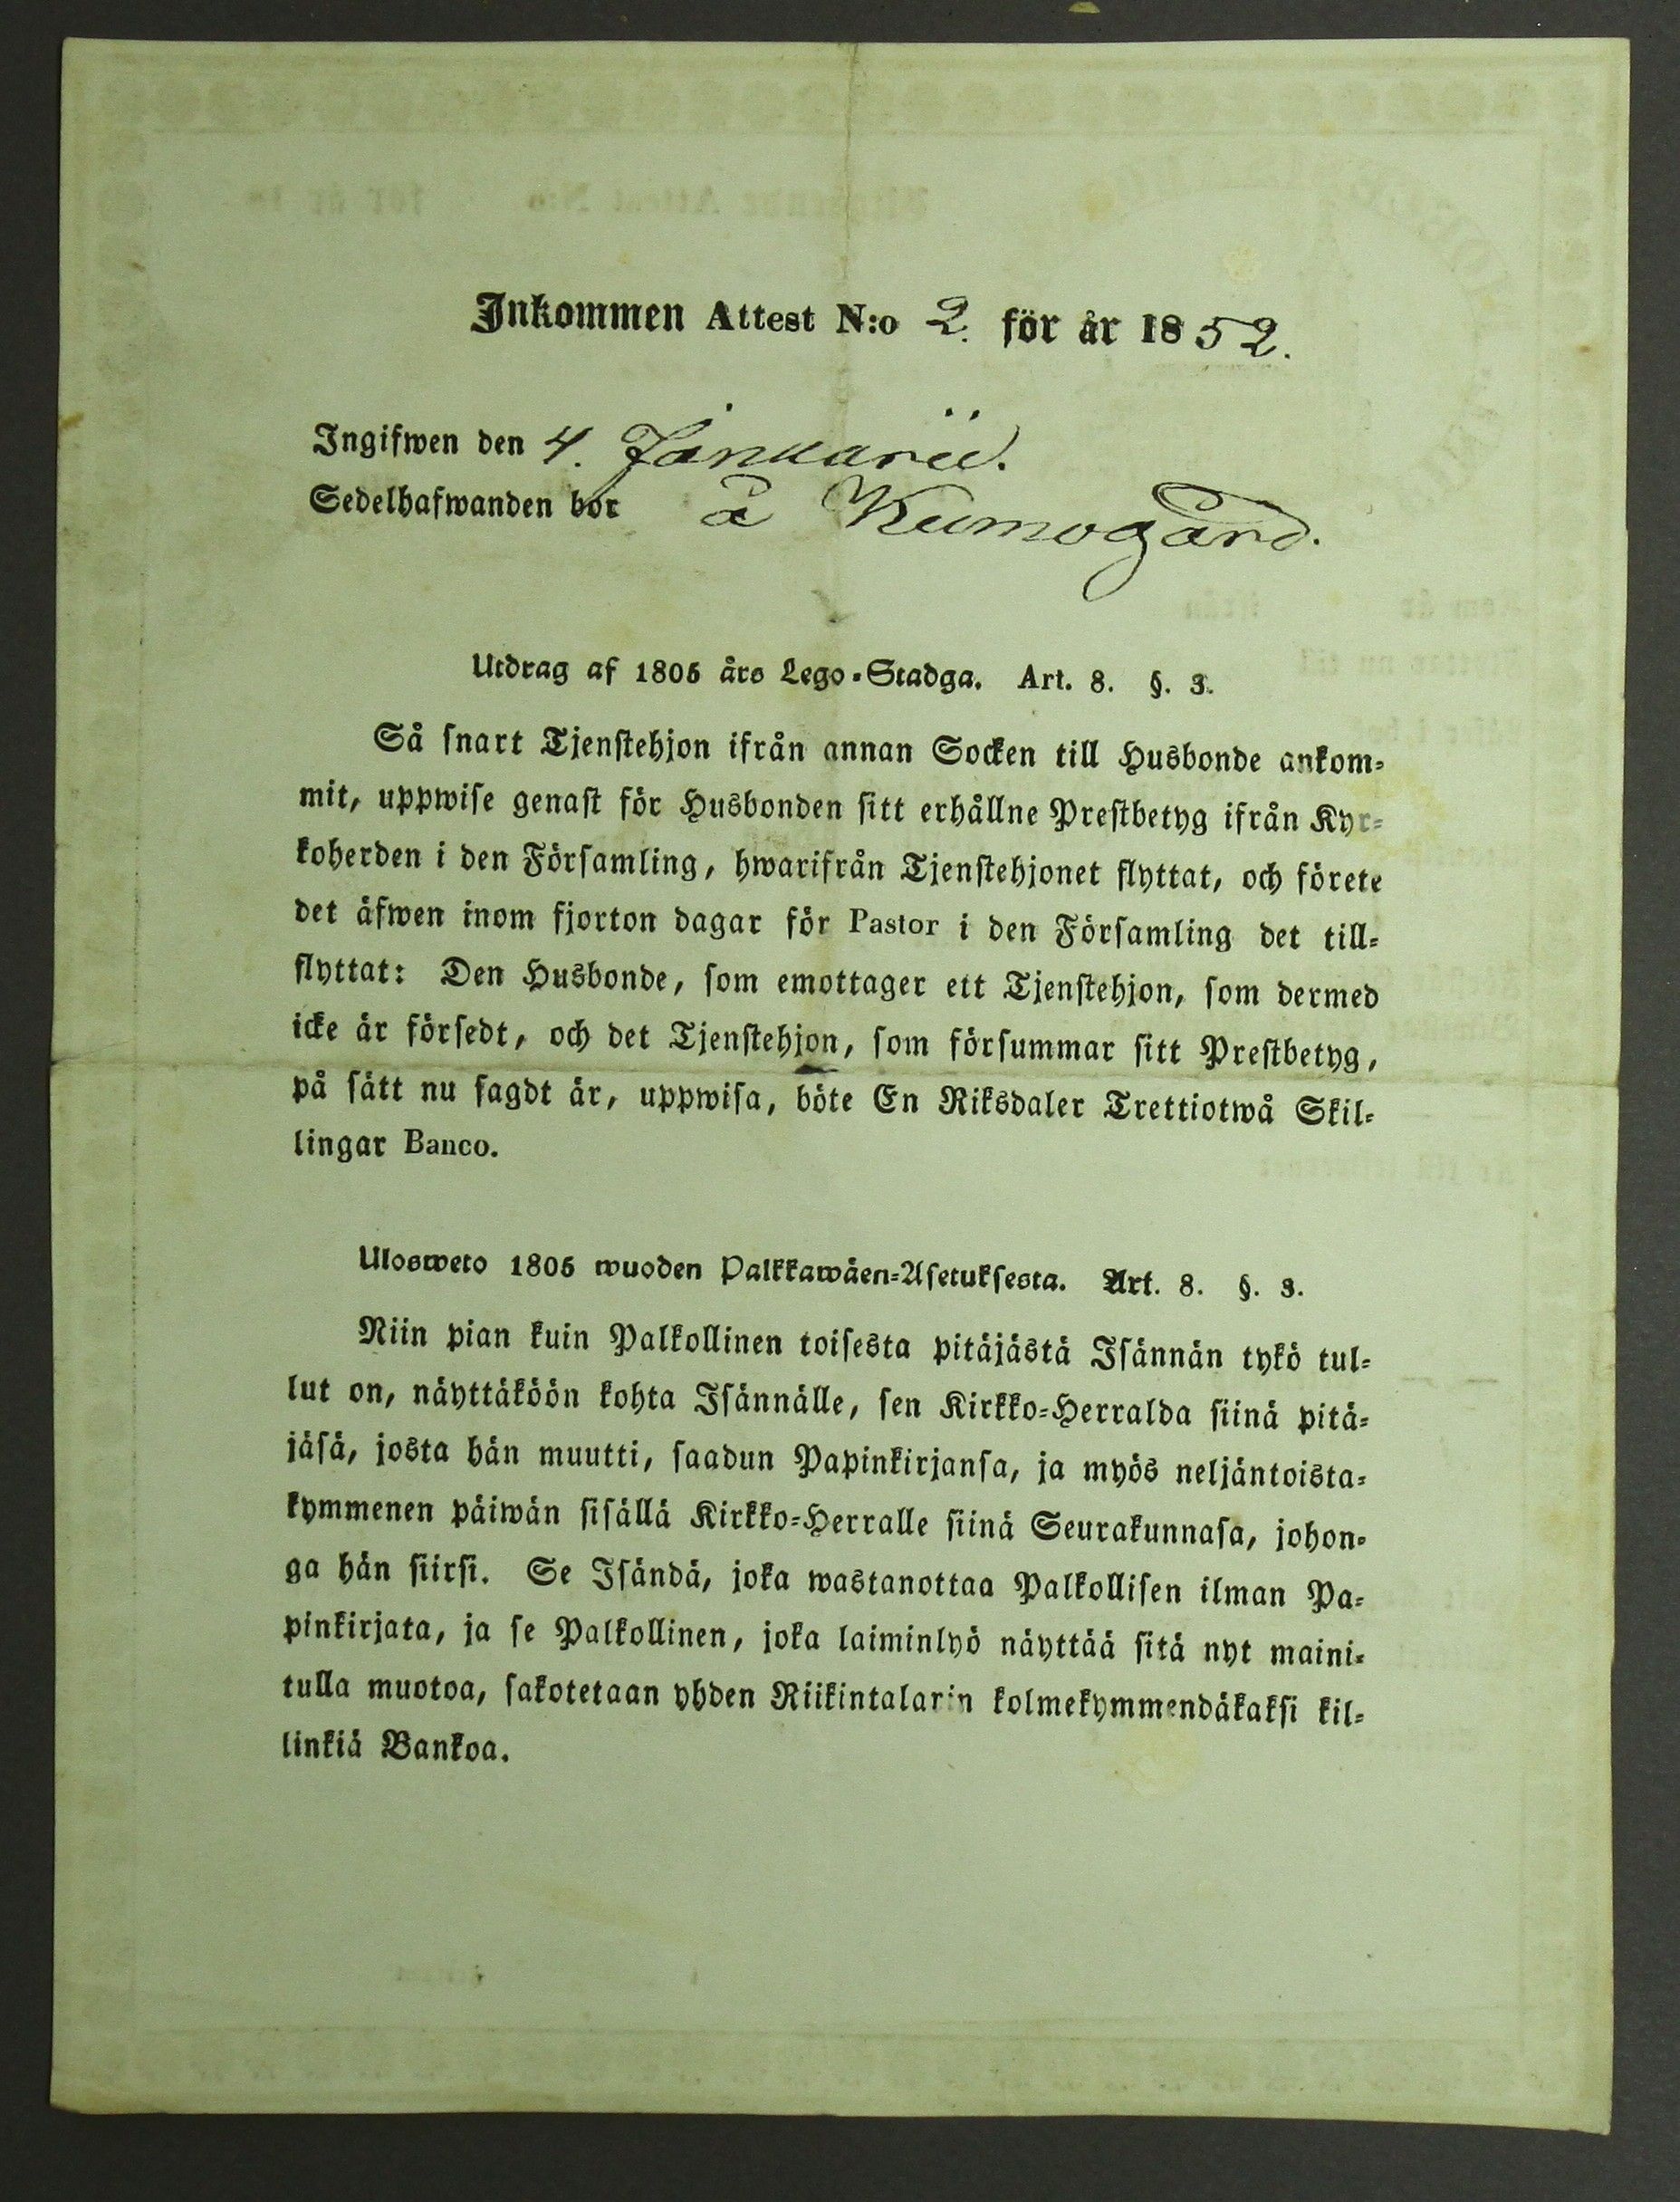 Inkommen Attest N:o 2. för år 1852.
Ingifwen den 4. Januarii.
Sedelhafwanden bor å Kumogård.
Utdrag af 1805 års Lego-Stadga. Art. 8. §. 3.
Så snart Tjenstehjon ifrån annan Socken till Husbonde ankom-
mit, uppwise genast för Husbonden sitt erhållne Prestbetyg ifrån Kyr-
koherden i den Församling, hwarifrån Tjenstehjonet flyttat, och förete
det äfwen inom fjorton dagar för Pastor i den Församling det till-
flyttat: Den Husbonde, som emottager ett Tjenstehjon, som dermed
icke är försedt, och det Tjenstehjon, som försummar sitt Prestbetyg,
på sätt nu sagdt är, uppwisa, böte En Riksdaler Trettiotwå Skil-
lingar Banco.
Ulosweto 1805 wuoden Palkkawäen-Asetuksesta. Art. 8. §. 3.
Niin pian kuin Palkollinen toisesta pitäjästä Isännän tykö tul-
lut on, näyttäköön kohta Isännälle, sen Kirkko-Herralda siinä pitä-
jäsä, josta hän muutti, saadun Papinkirjansa, ja myös neljäntoista-
kymmenen päiwän sisällä Kirkko-Herralle siinä Seurakunnasa, johon-
ga hän siirsi. Se Isändä, joka wastanottaa Palkollisen ilman Pa-
pinkirjata, ja se Palkollinen, joka laiminlyö näyttää sitä nyt maini-
tulla muotoa, sakotetaan yhden Riikintalarin kolmekymmendäkaksi kil-
linkiä Bankoa.